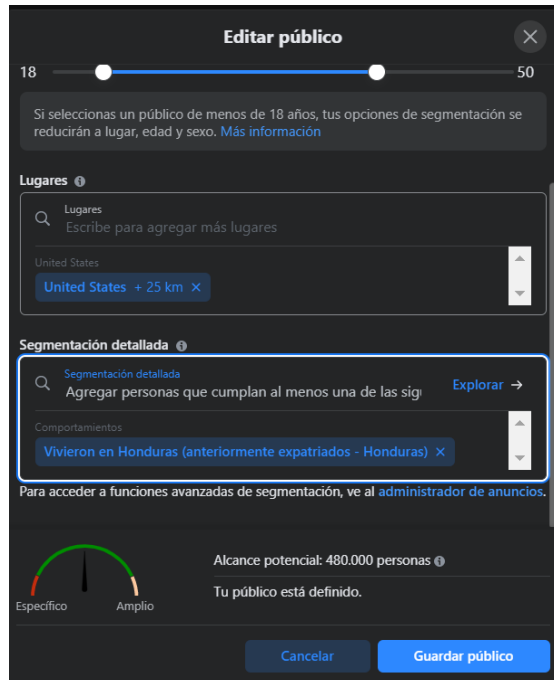 Editar público
18
50
Si seleccionas un público de menos de 18 años, tus opciones de segmentación se
reducirán a lugar, edad y sexo. Más información
Lugares
Lugares
Escribe para agregar más lugares
United States
United States + 25 km ×
Segmentación detallada
Segmentación detallada
Agregar personas que cumplan al menos una de las sig
Explorar →
Comportamientos
Vivieron en Honduras (anteriormente expatriados - Honduras) ×
Para acceder a funciones avanzadas de segmentación, ve al administrador de anuncios.
Alcance potencial: 480.000 personas
Tu público está definido.
Específico
Amplio
Cancelar
Guardar público